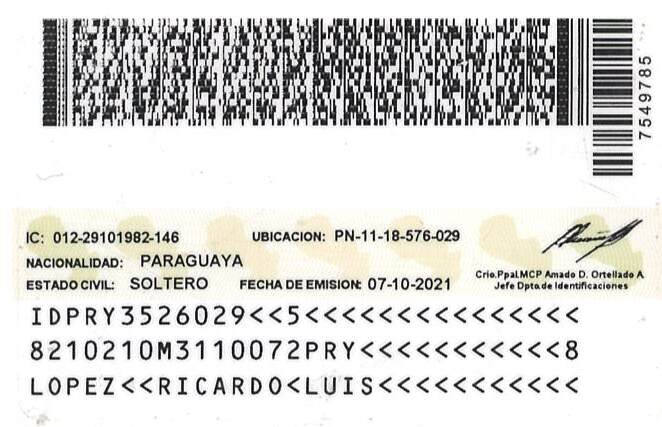 7549785
IC: 012-29101982-146 UBICACION: PN-11-18-576-029
NACIONALIDAD: PARAGUAYA
ESTADO CIVIL: SOLTERO FECHA DE EMISION: 07-10-2021
Crio.Ppal.MCP Amado D. Ortellado A.
Jefe Dpto.de Identificaciones
IDPRY3526029<<5<<<<<<<<<<<<<<<
8210210M3110072PRY<<<<<<<<<<<8
LOPEZ<<RICARDO<LUIS<<<<<<<<<<<